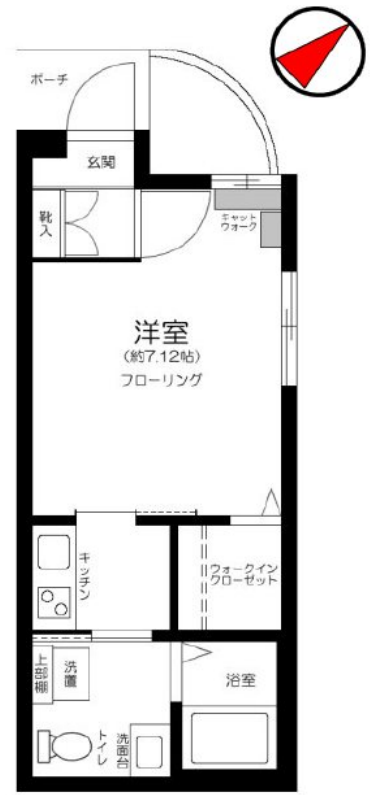 ポーチ
玄関
靴入
キャット
ウォーク
洋室
(約7.12帖)
フローリング
キッチン
ウォークイン
クローゼット
上部棚
洗置
浴室
トイレ
洗面台